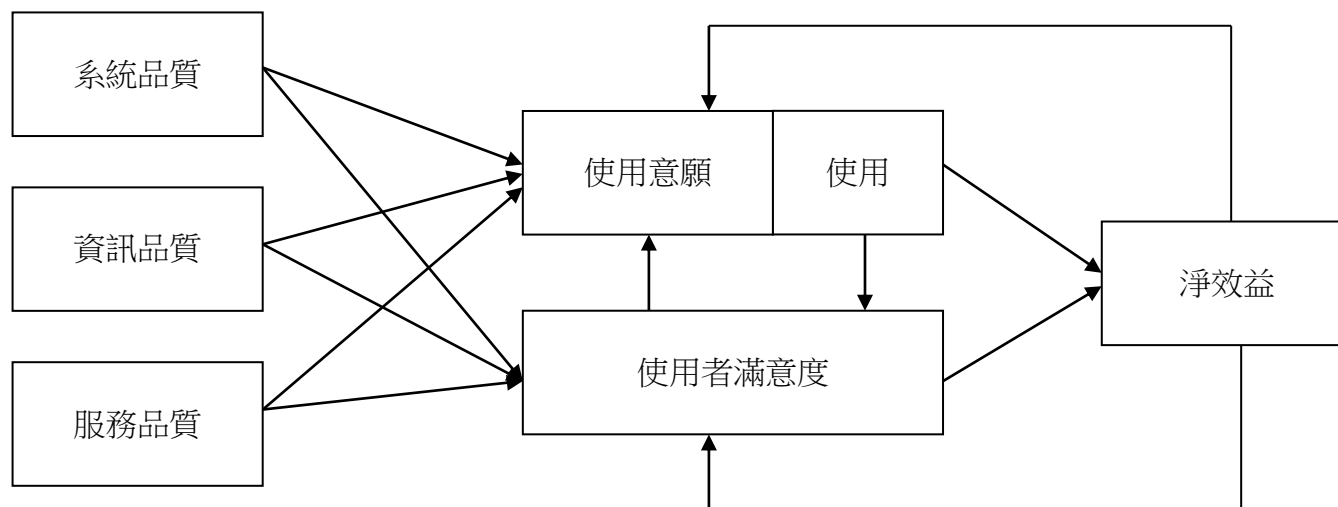 系統品質
使用意願
使用
資訊品質
淨效益
使用者滿意度
服務品質